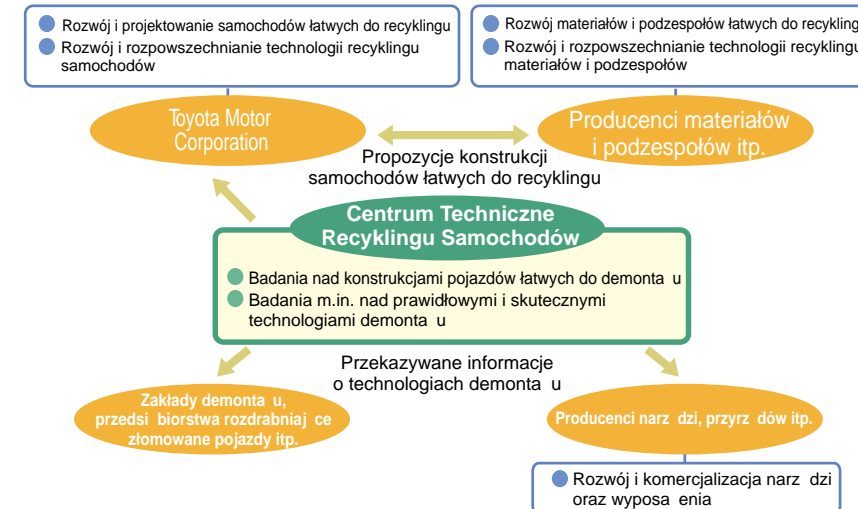 Rozwój i projektowanie samochodów łatwych do recyklingu
Rozwój i rozpowszechnianie technologii recyklingu
samochodów
Rozwój materiałów i podzespołów łatwych do recyklingu
Rozwój i rozpowszechnianie technologii recyklingu
materiałów i podzespołów
Toyota Motor
Corporation
Producenci materiałów
i podzespołów itp.
Propozycje konstrukcji
samochodów łatwych do recyklingu
Centrum Techniczne
Recyklingu Samochodów
Badania nad konstrukcjami pojazdów łatwych do demonta u
Badania m.in. nad prawidłowymi i skutecznymi
technologiami demonta u
Przekazywane informacje
o technologiach demonta u
Zakłady demonta u,
przedsi biorstwa rozdrabniaj ce
złomowane pojazdy itp.
Producenci narz dzi, przyrz dów itp.
Rozwój i komercjalizacja narz dzi
oraz wyposa enia